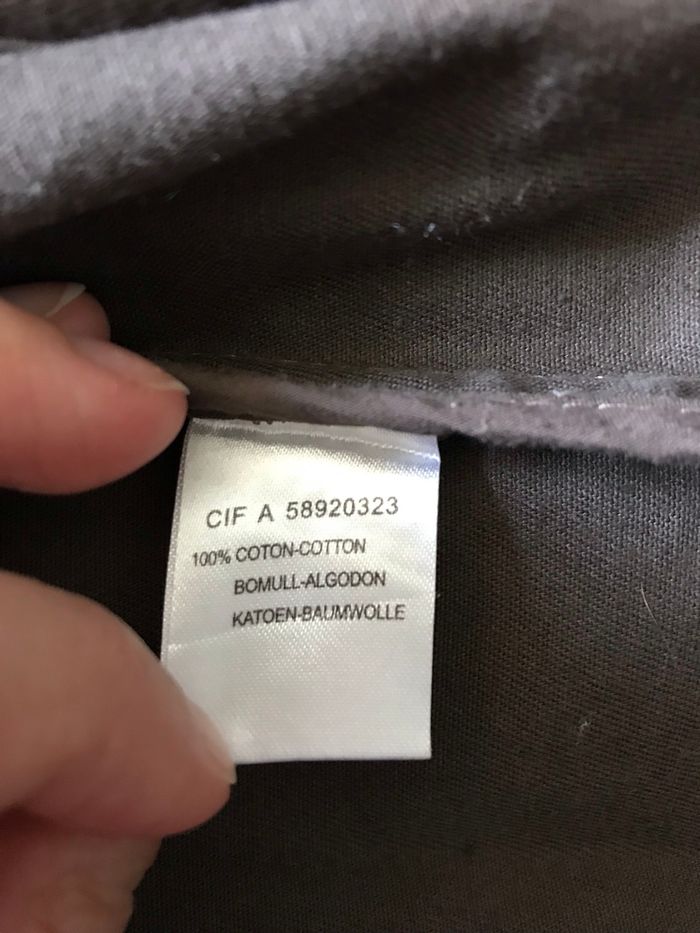 CIF A 58920323
100% COTON-COTTON
BOMULL-ALGODON
KATOEN-BAUMWOLLE